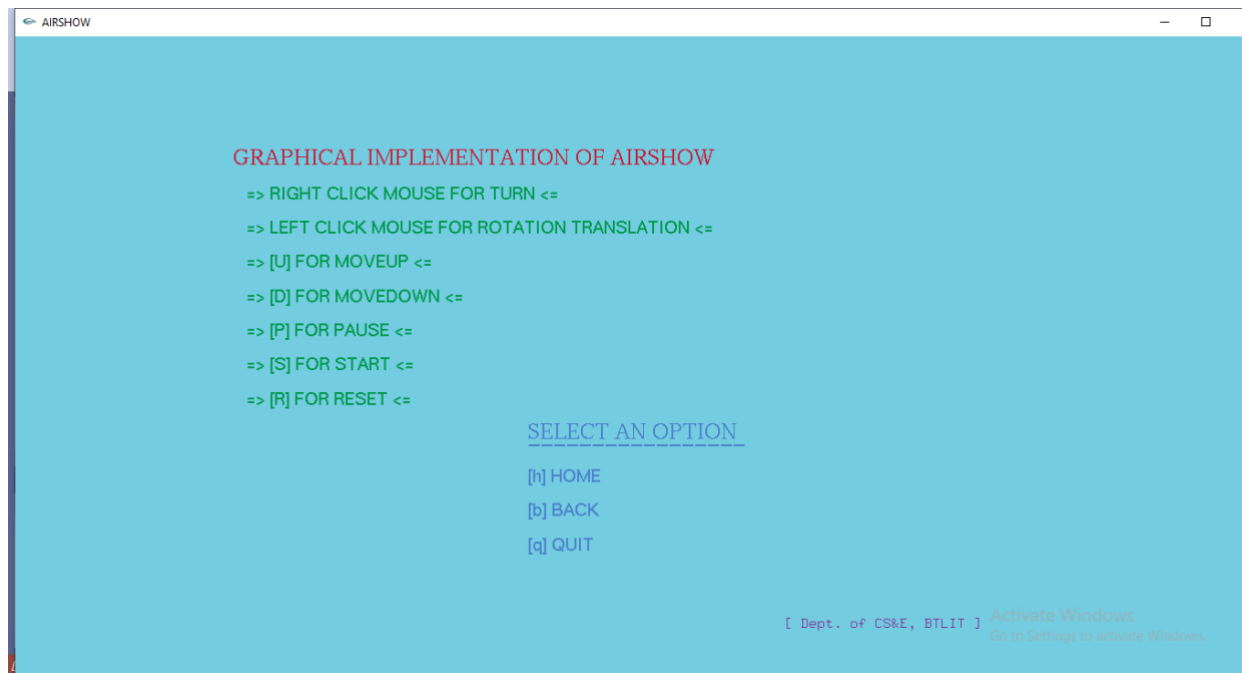 AIRSHOW
GRAPHICAL IMPLEMENTATION OF AIRSHOW
=> RIGHT CLICK MOUSE FOR TURN <=
=> LEFT CLICK MOUSE FOR ROTATION TRANSLATION <=
=> [U] FOR MOVEUP <=
=> [D] FOR MOVEDOWN <=
=> [P] FOR PAUSE <=
=> [S] FOR START <=
=> [R] FOR RESET <=
SELECT AN OPTION
[h] HOME
[b] BACK
[q] QUIT
[ Dept. of CS&E, BTLIT ]
Activate Windows
Go to Settings to activate Windows.